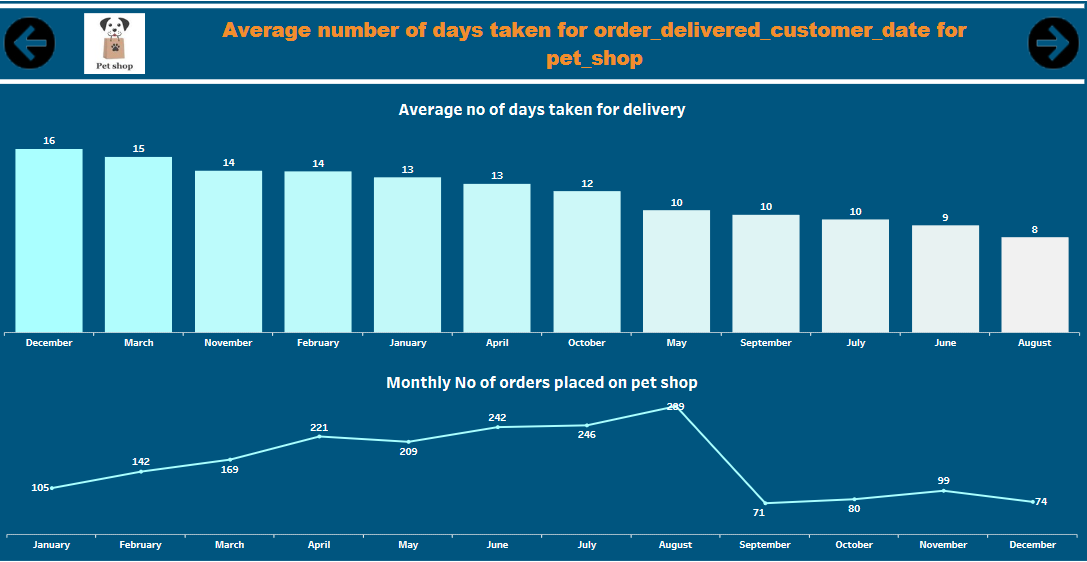 Average number of days taken for order_delivered_customer_date for
pet_shop
Pet shop
Average no of days taken for delivery
16 15 14 14 13 13 12 10 10 10 9 8
December March November February January April October May September July June August
Monthly No of orders placed on pet shop
105 142 169 221 209 242 246 289 71 80 99 74
January February March April May June July August September October November December